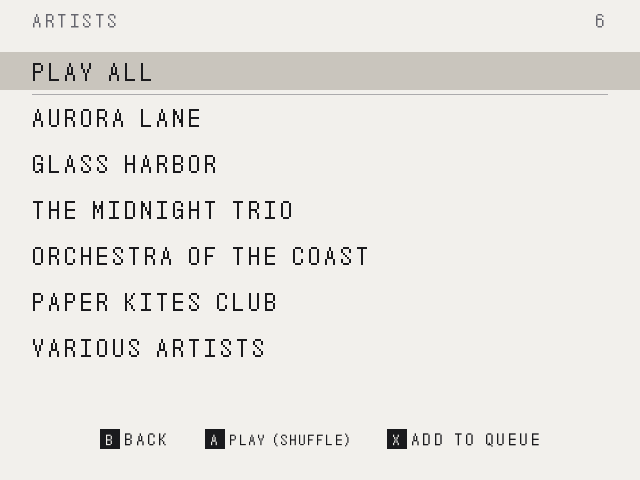 ARTISTS 6
PLAY ALL
AURORA LANE
GLASS HARBOR
THE MIDNIGHT TRIO
ORCHESTRA OF THE COAST
PAPER KITES CLUB
VARIOUS ARTISTS
B BACK A PLAY (SHUFFLE) X ADD TO QUEUE